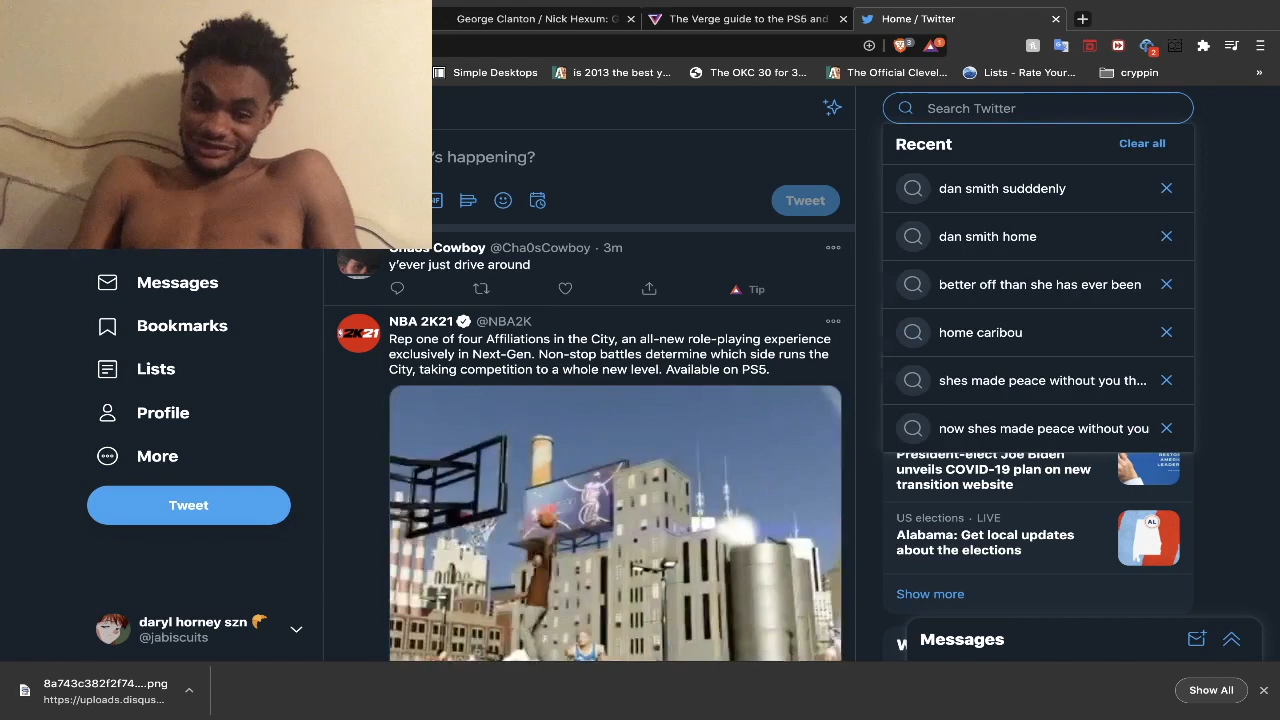 George Clanton / Nick Hexum: G
The Verge guide to the PS5 and
Home / Twitter
3
1
2
Simple Desktops
is 2013 the best y...
The OKC 30 for 3...
The Official Clevel...
Lists - Rate Your...
cryppin
»
's happening?
GIF
Tweet
Chaos Cowboy @Cha0sCowboy · 3m
y'ever just drive around
Tip
NBA 2K21 @NBA2K
Rep one of four Affiliations in the City, an all-new role-playing experience
exclusively in Next-Gen. Non-stop battles determine which side runs the
City, taking competition to a whole new level. Available on PS5.
2K21
Search Twitter
Recent
Clear all
dan smith sudddenly
dan smith home
better off than she has ever been
home caribou
shes made peace without you th...
now shes made peace without you
President-elect Joe Biden
unveils COVID-19 plan on new
transition website
US elections · LIVE
Alabama: Get local updates
about the elections
AL
Show more
Messages
Bookmarks
Lists
Profile
More
Tweet
daryl horney szn
@jabiscuits
W
Messages
8a743c382f2f74....png
https://uploads.disqus...
Show All